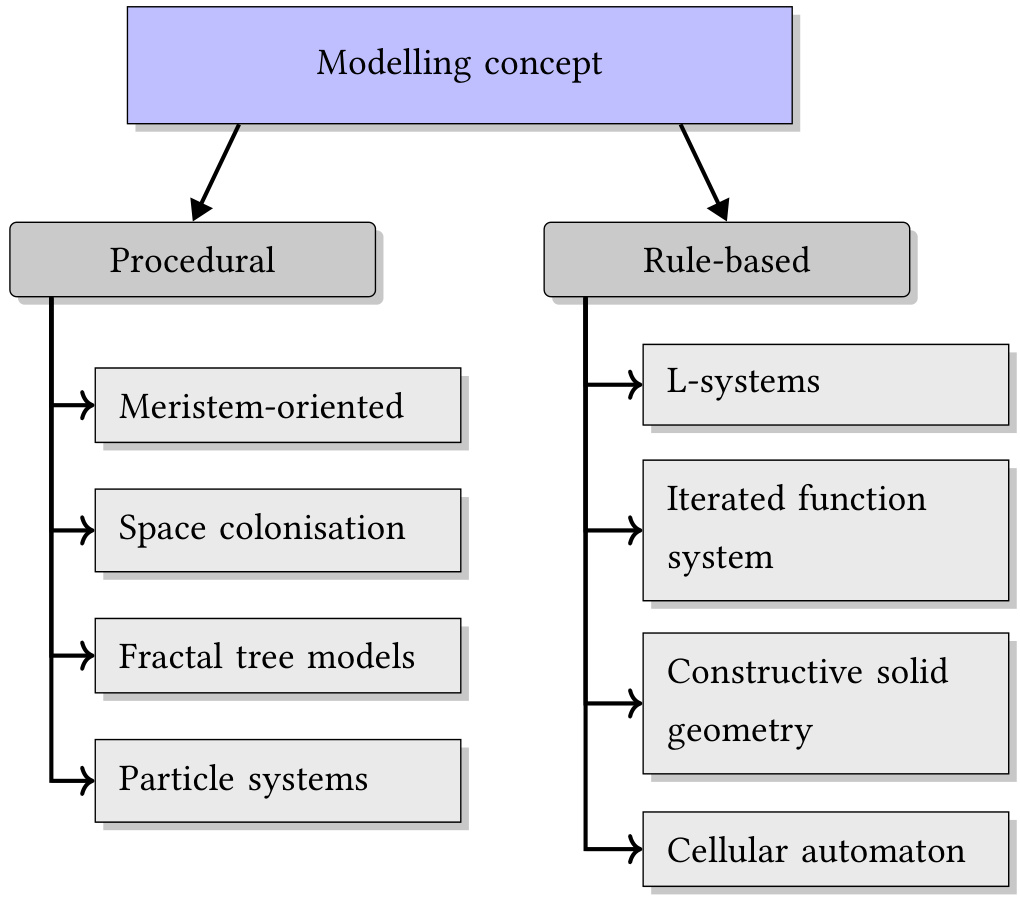 Modelling concept
Procedural
Meristem-oriented
Space colonisation
Fractal tree models
Particle systems
Rule-based
L-systems
Iterated function
system
Constructive solid
geometry
Cellular automaton